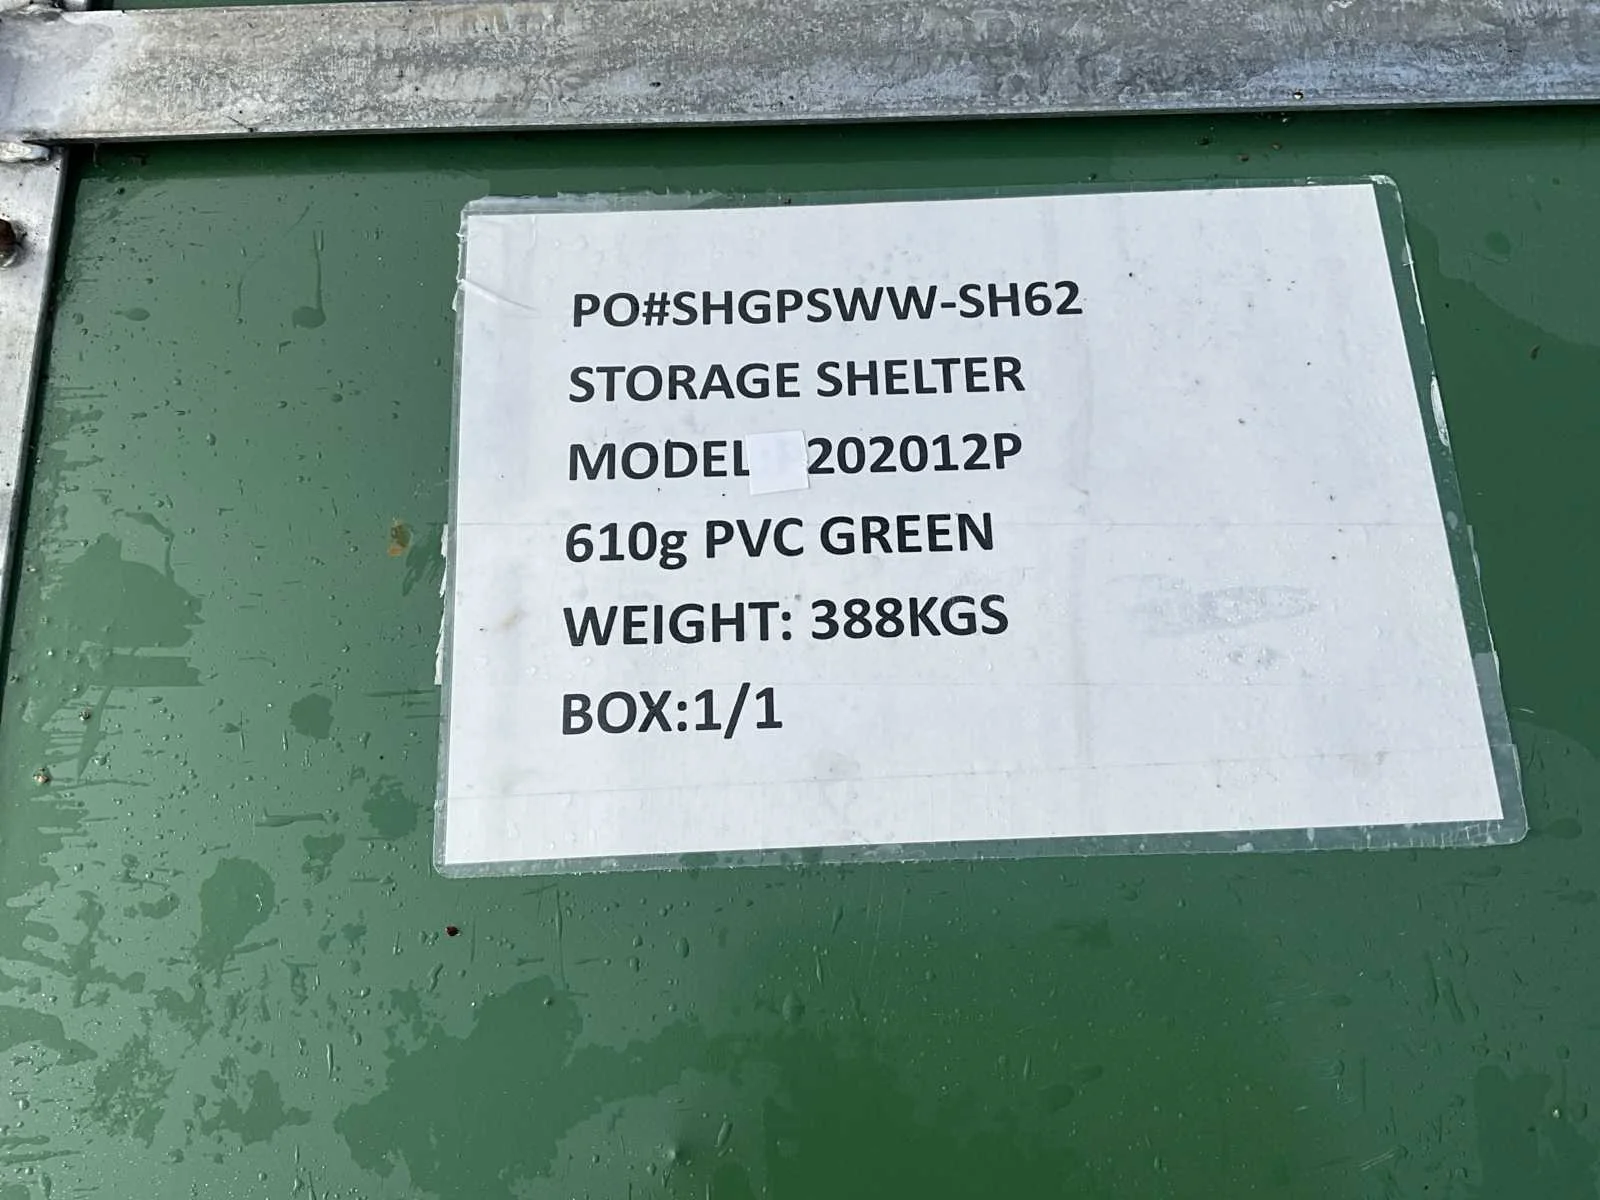 PO#SHGPSWW-SH62
STORAGE SHELTER
MODEL 202012P
610g PVC GREEN
WEIGHT: 388KGS
BOX:1/1